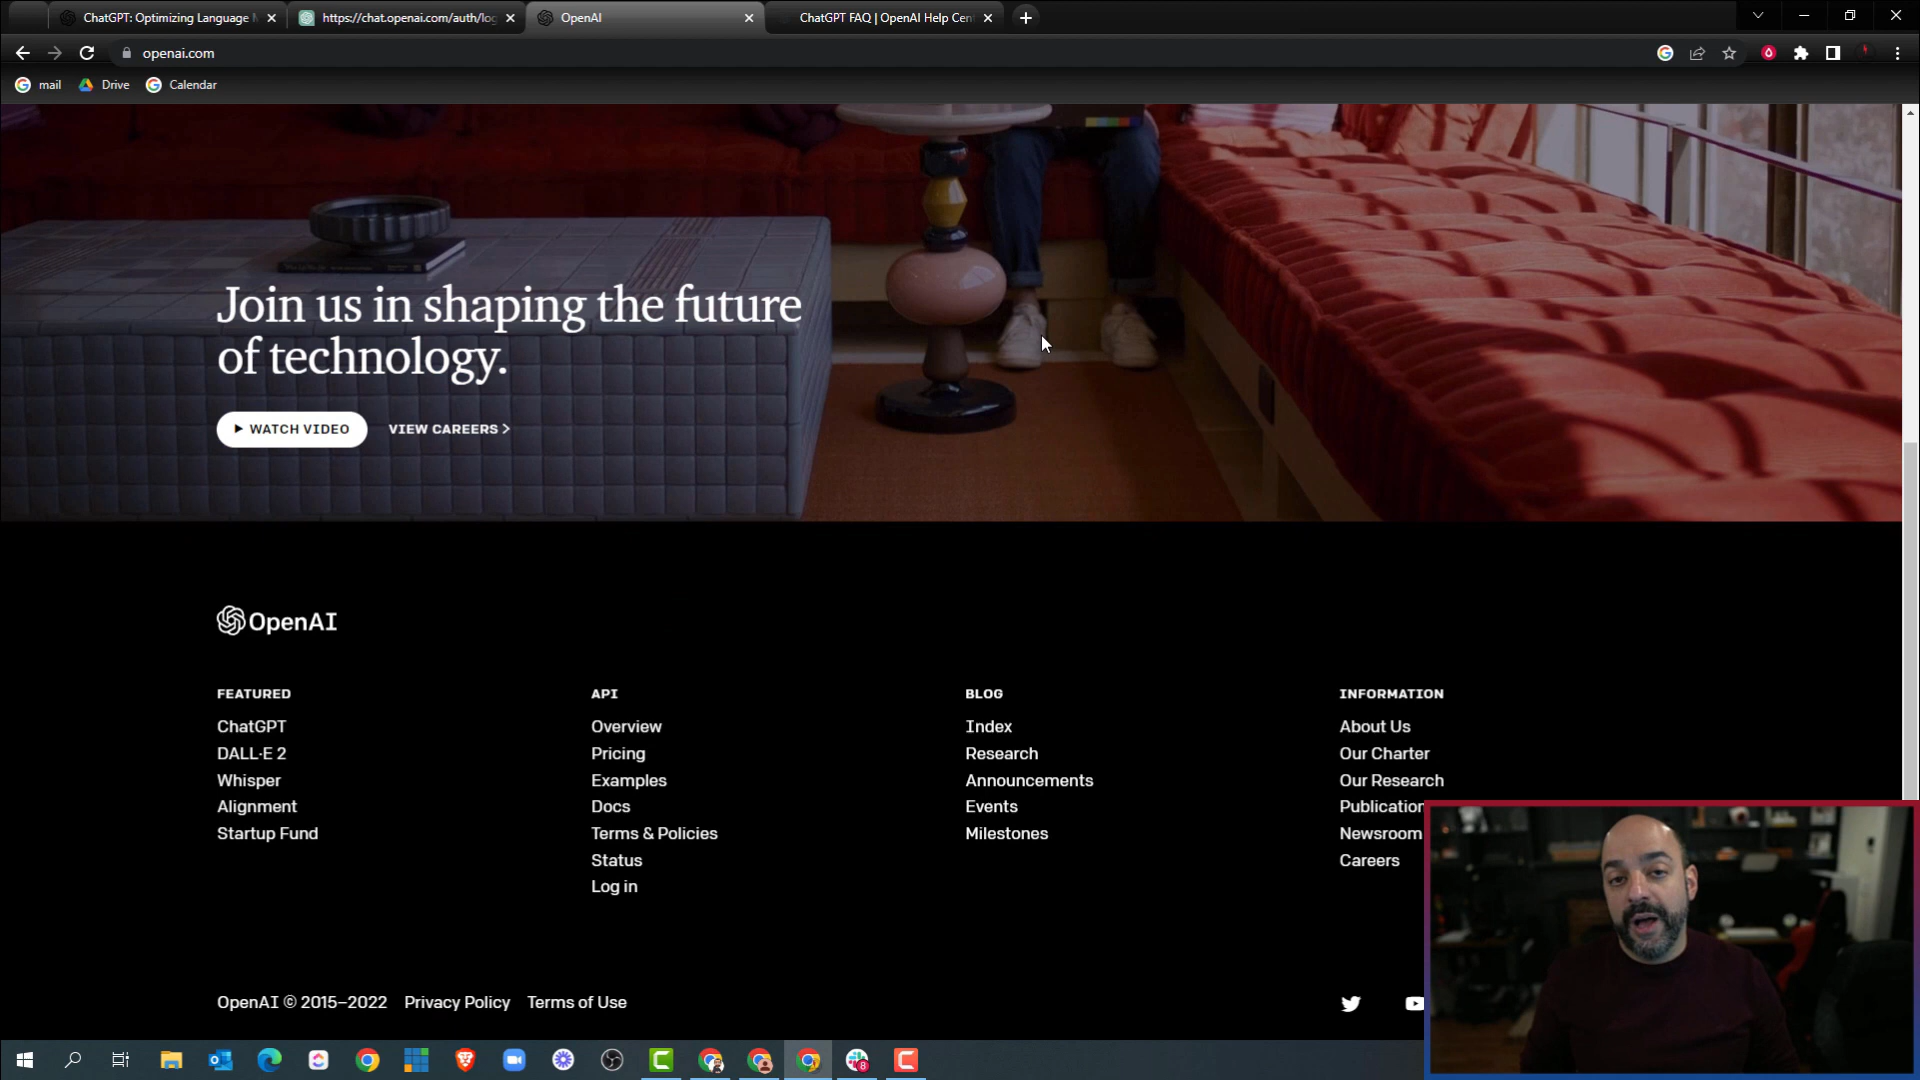 ChatGPT: Optimizing Language
https://chat.openai.com/auth/log
OpenAI
ChatGPT FAQ | OpenAI Help Cen
openai.com
mail
Drive
Calendar
Join us in shaping the future
of technology.
WATCH VIDEO
VIEW CAREERS >
OpenAI
FEATURED
ChatGPT
DALL·E 2
Whisper
Alignment
Startup Fund
API
Overview
Pricing
Examples
Docs
Terms & Policies
Status
Log in
BLOG
Index
Research
Announcements
Events
Milestones
INFORMATION
About Us
Our Charter
Our Research
Publication
Newsroom
Careers
OpenAI © 2015–2022 Privacy Policy Terms of Use
8